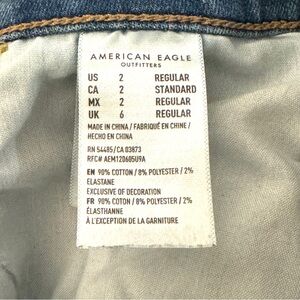 AMERICAN EAGLE
OUTFITTERS
US 2 REGULAR
CA 2 STANDARD
MX 2 REGULAR
UK 6 REGULAR
MADE IN CHINA / FABRIQUÉ EN CHINE /
HECHO EN CHINA
RN 54485/CA 03873
RFC# AEM12D605U9A
EN 90% COTTON / 8% POLYESTER / 2%
ELASTANE
EXCLUSIVE OF DECORATION
FR 90% COTON / 8% POLYESTER / 2%
ÉLASTHANNE
À L'EXCEPTION DE LA GARNITURE